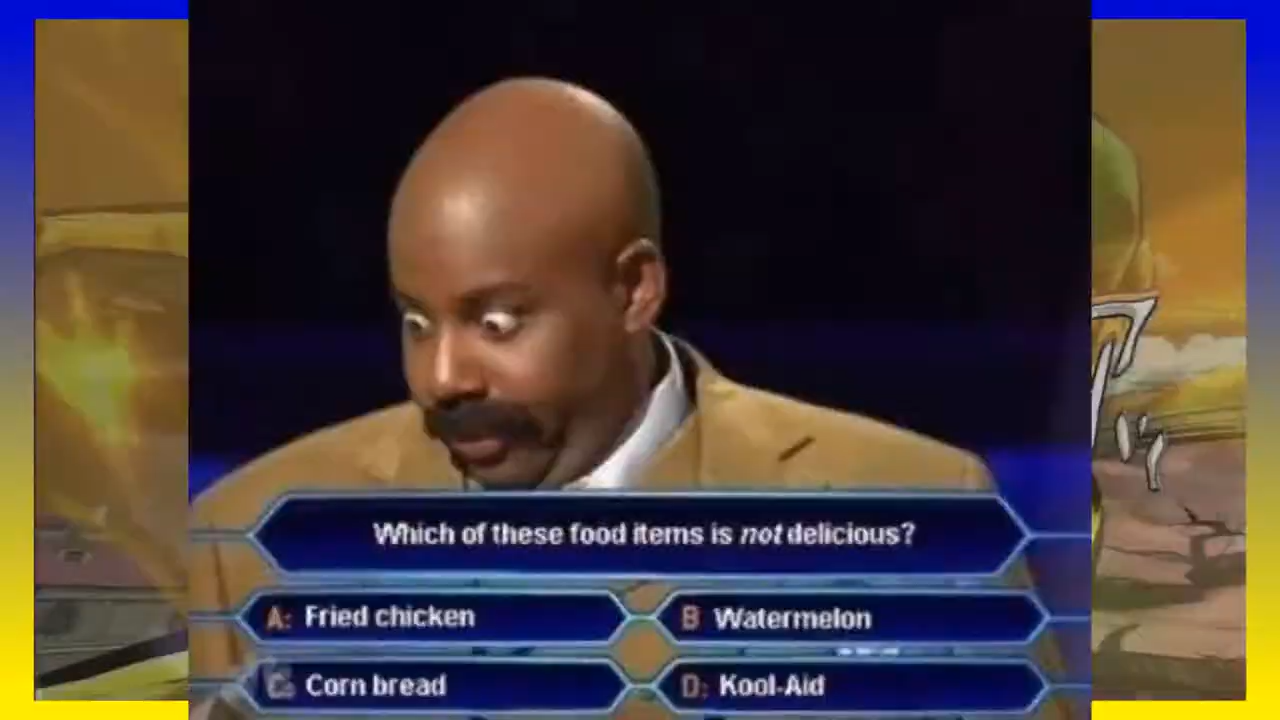 Which of these food items is not delicious?
A: Fried chicken
B Watermelon
C: Corn bread
D: Kool-Aid